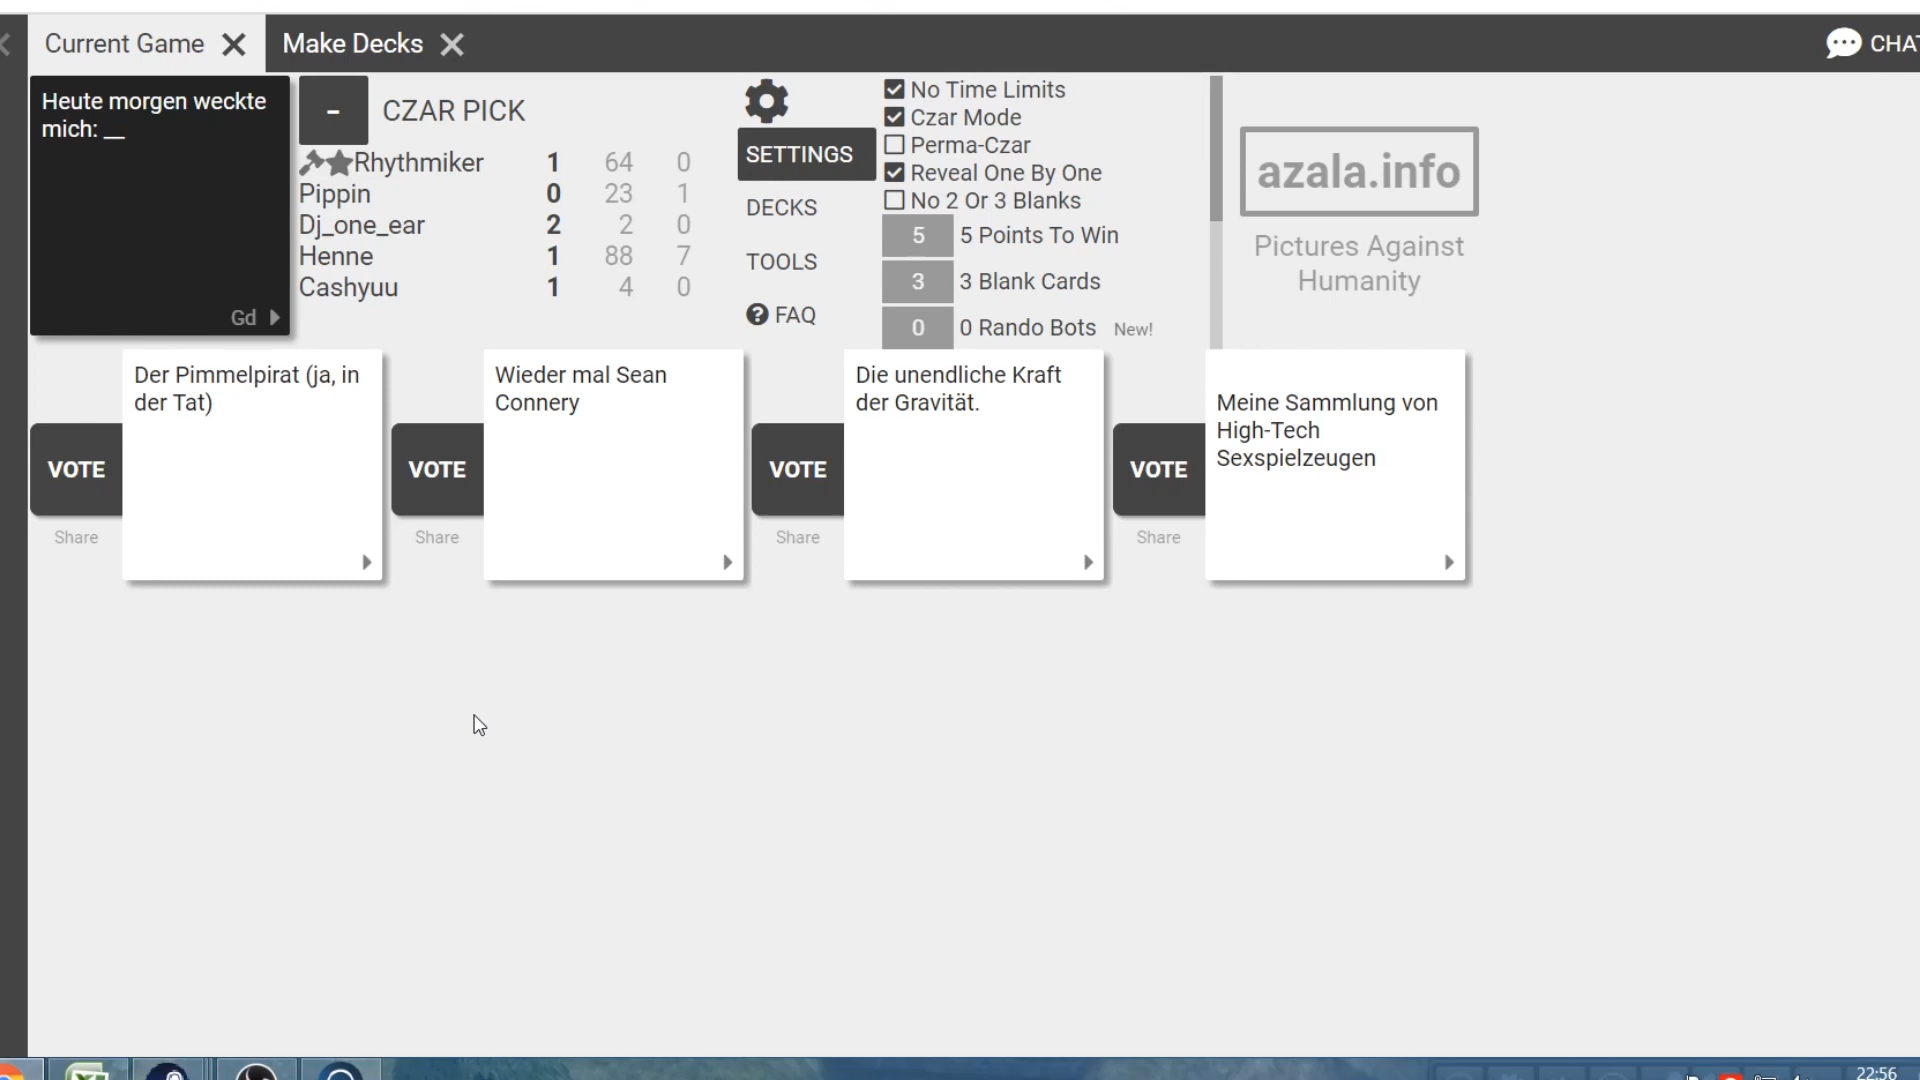 Current Game
Make Decks
CHAT
Heute morgen weckte
mich: __
Gd
-
CZAR PICK
Rhythmiker 1 64 0
Pippin 0 23 1
Dj_one_ear 2 2 0
Henne 1 88 7
Cashyuu 1 4 0
SETTINGS
DECKS
TOOLS
? FAQ
No Time Limits
Czar Mode
Perma-Czar
Reveal One By One
No 2 Or 3 Blanks
5 5 Points To Win
3 3 Blank Cards
0 0 Rando Bots New!
azala.info
Pictures Against
Humanity
VOTE
Share
Der Pimmelpirat (ja, in
der Tat)
VOTE
Share
Wieder mal Sean
Connery
VOTE
Share
Die unendliche Kraft
der Gravität.
VOTE
Share
Meine Sammlung von
High-Tech
Sexspielzeugen
22:56